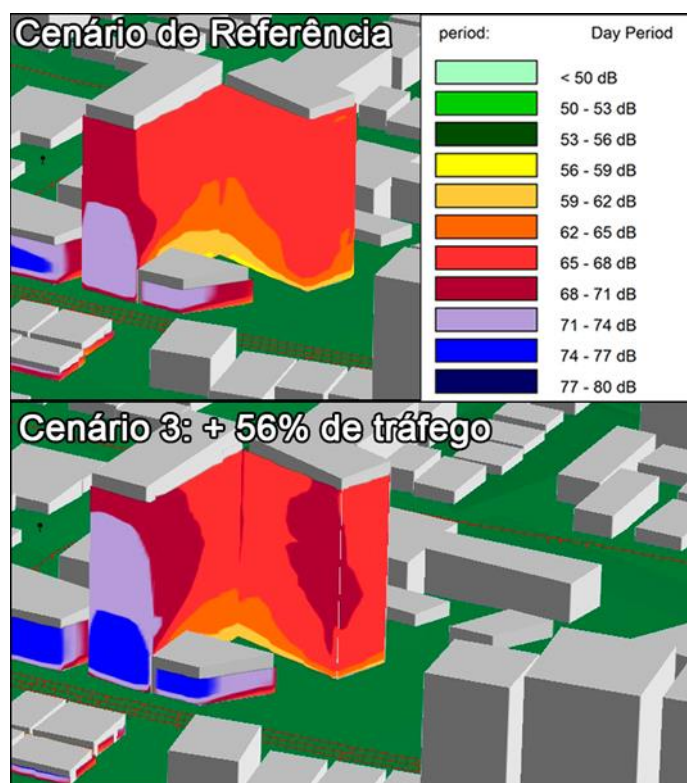 Cenário de Referência
period: Day Period
< 50 dB
50 - 53 dB
53 - 56 dB
56 - 59 dB
59 - 62 dB
62 - 65 dB
65 - 68 dB
68 - 71 dB
71 - 74 dB
74 - 77 dB
77 - 80 dB
Cenário 3: + 56% de tráfego